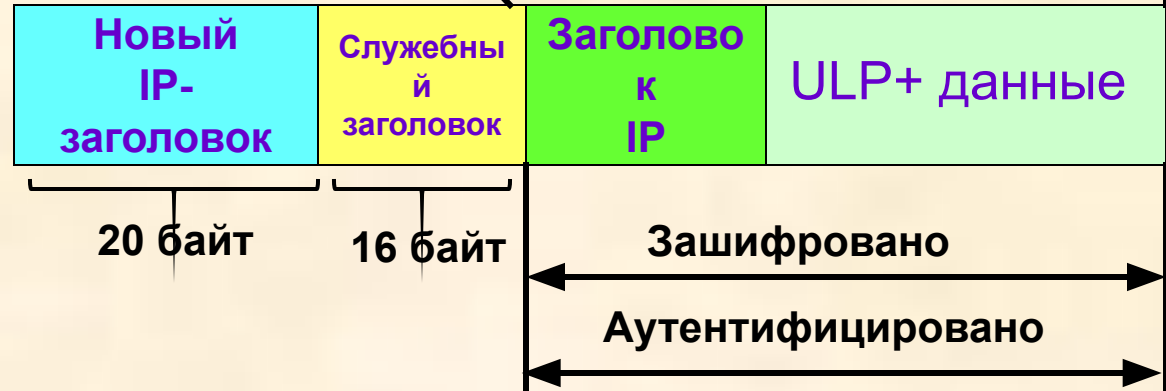 Новый
IP-
заголовок
Служебны
й
заголовок
Заголово
к
IP
ULP+ данные
20 байт
16 байт
Зашифровано
Аутентифицировано